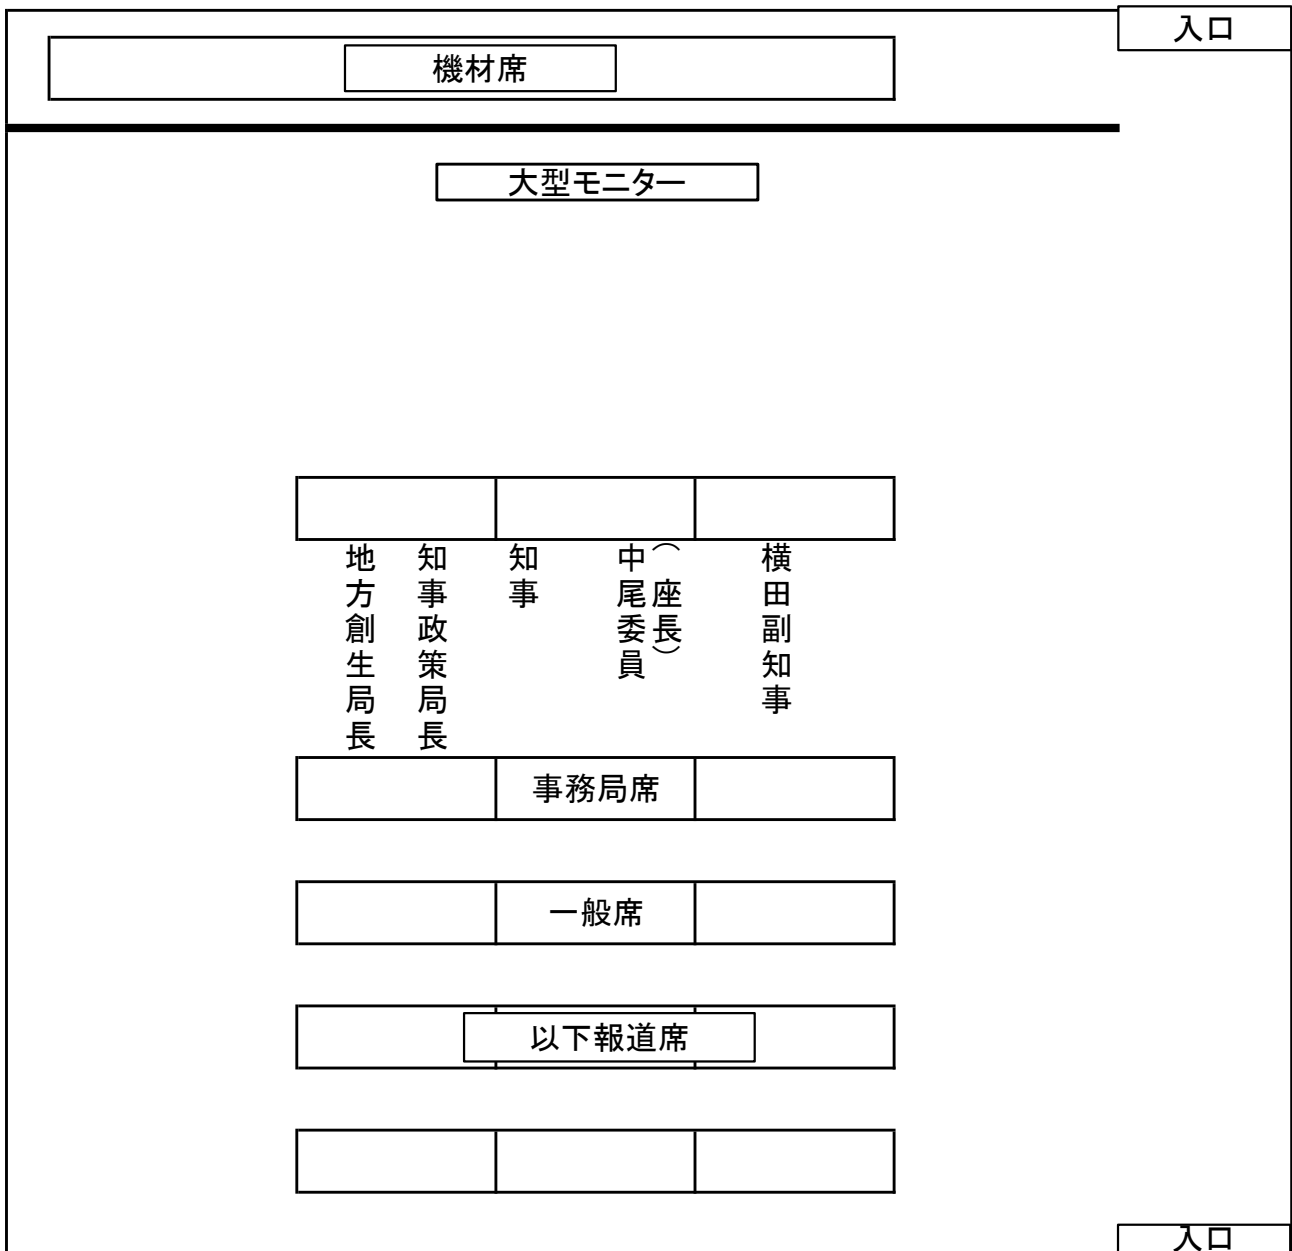 入口
機材席
大型モニター
地方創生局長
知事政策局長
知事
中尾委員
（座長）
横田副知事
事務局席
一般席
以下報道席
入口